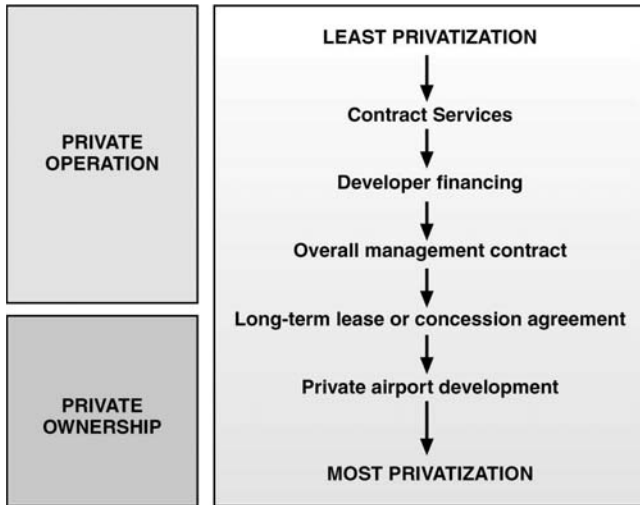 PRIVATE
OPERATION
PRIVATE
OWNERSHIP
LEAST PRIVATIZATION
Contract Services
Developer financing
Overall management contract
Long-term lease or concession agreement
Private airport development
MOST PRIVATIZATION